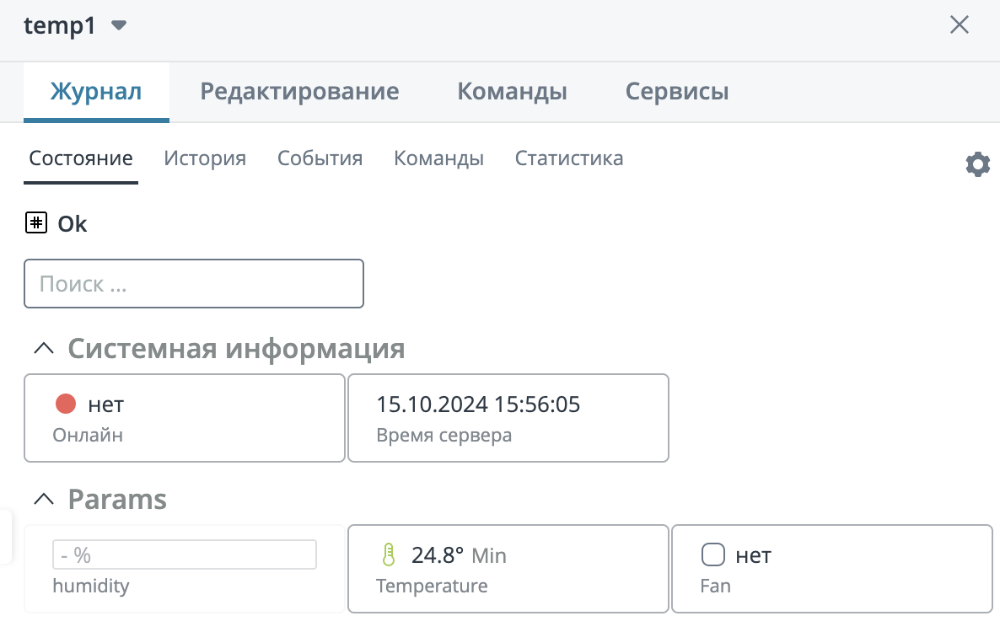 temp1
Журнал Редактирование Команды Сервисы
Состояние История События Команды Статистика
# Ok
Поиск ...
Системная информация
нет
Онлайн
15.10.2024 15:56:05
Время сервера
Params
- %
humidity
24.8° Min
Temperature
нет
Fan